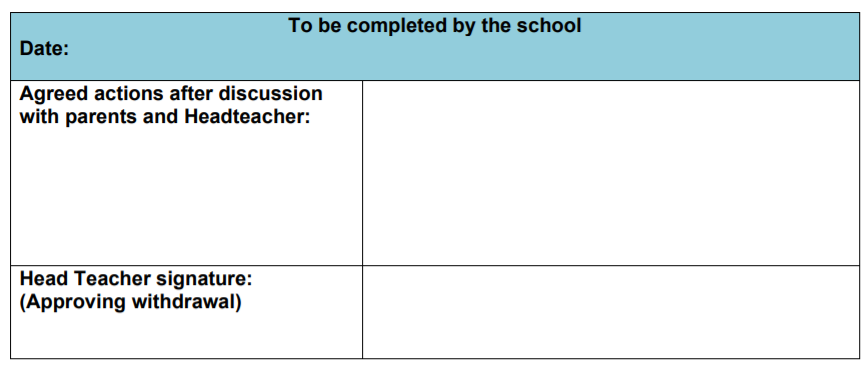 To be completed by the school
Date:
Agreed actions after discussion
with parents and Headteacher:
Head Teacher signature:
(Approving withdrawal)